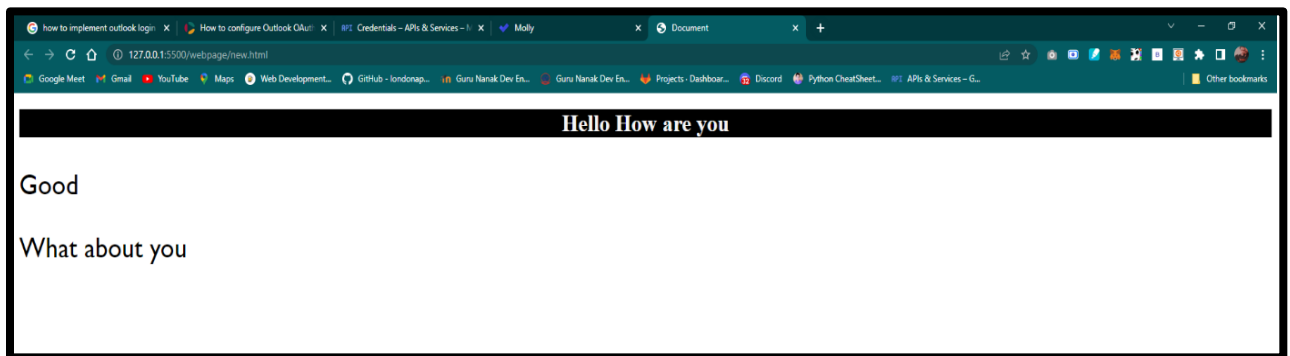 how to implement outlook login
How to configure Outlook OAuth
API Credentials – APIs & Services – M
Molly
Document
127.0.0.1:5500/webpage/new.html
Google Meet
Gmail
YouTube
Maps
Web Development...
GitHub - londonap...
Guru Nanak Dev En...
Guru Nanak Dev En...
Projects - Dashboar...
Discord
Python CheatSheet...
API APIs & Services – G...
Other bookmarks
Hello How are you
Good
What about you